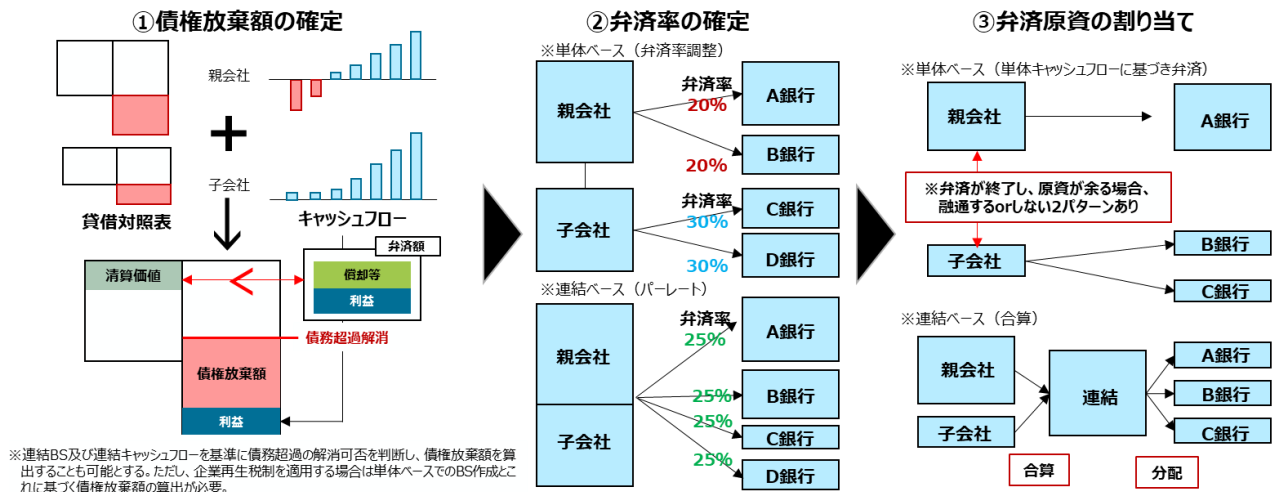 ①債権放棄額の確定
親会社
子会社
貸借対照表
キャッシュフロー
弁済額
清算価値
<
償却等
利益
債務超過解消
債権放棄額
利益
※連結BS及び連結キャッシュフローを基準に債務超過の解消可否を判断し、債権放棄額を算
出することも可能とする。ただし、企業再生税制を適用する場合は単体ベースでのBS作成とこ
れに基づく債権放棄額の算出が必要。
②弁済率の確定
※単体ベース（弁済率調整）
親会社
弁済率
20%
A銀行
20%
B銀行
子会社
弁済率
30%
C銀行
30%
D銀行
※連結ベース（パーレート）
親会社
子会社
弁済率
25%
A銀行
25%
B銀行
25%
C銀行
25%
D銀行
③弁済原資の割り当て
※単体ベース（単体キャッシュフローに基づき弁済）
親会社
A銀行
※弁済が終了し、原資が余る場合、
融通するorしない2パターンあり
子会社
B銀行
C銀行
※連結ベース（合算）
親会社
子会社
連結
A銀行
B銀行
C銀行
合算
分配